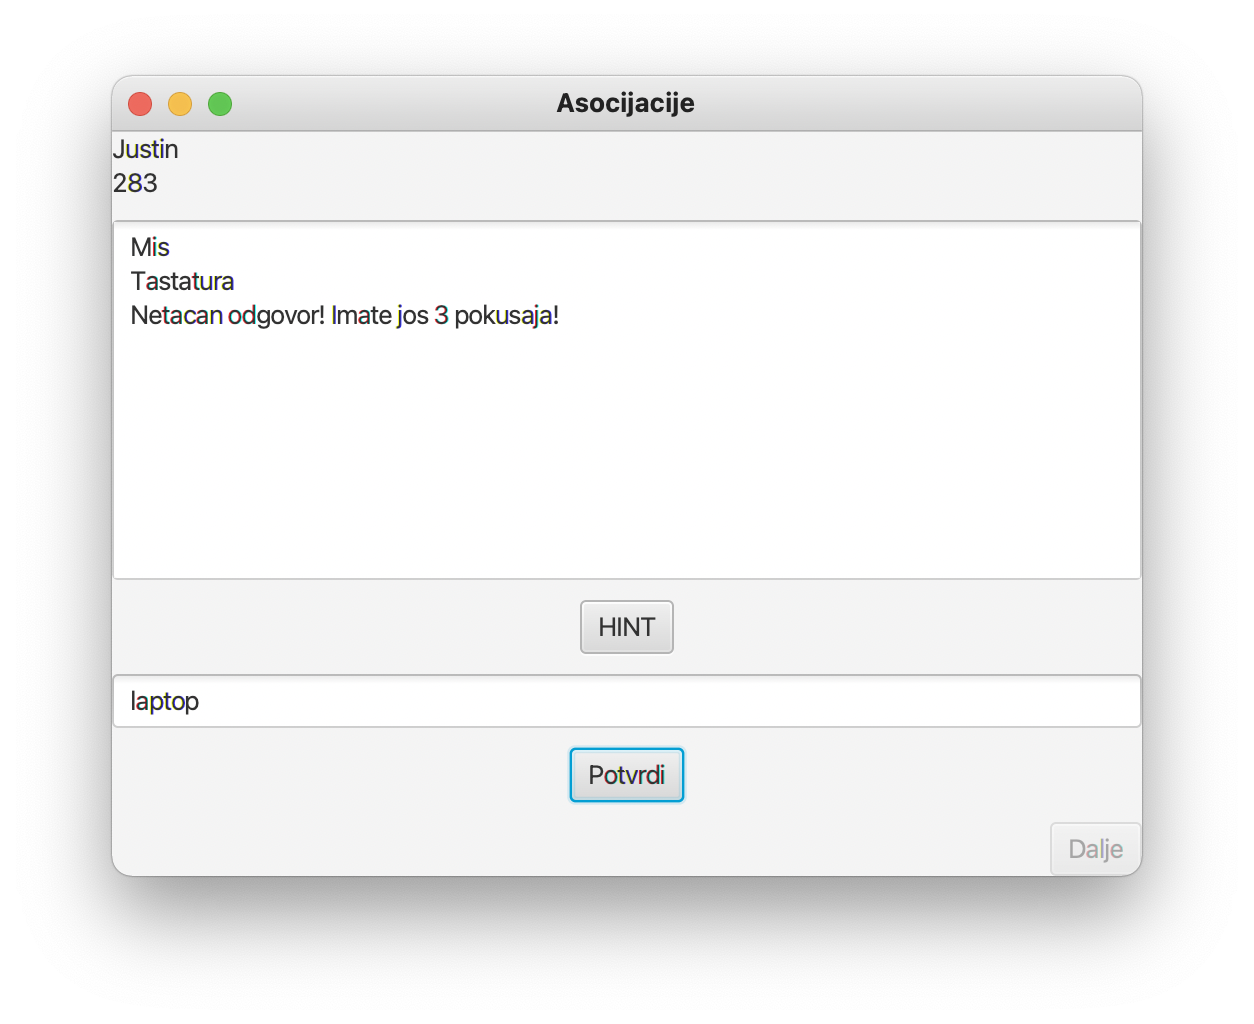 Asocijacije
Justin
283
Mis
Tastatura
Netacan odgovor! Imate jos 3 pokusaja!
HINT
laptop
Potvrdi
Dalje